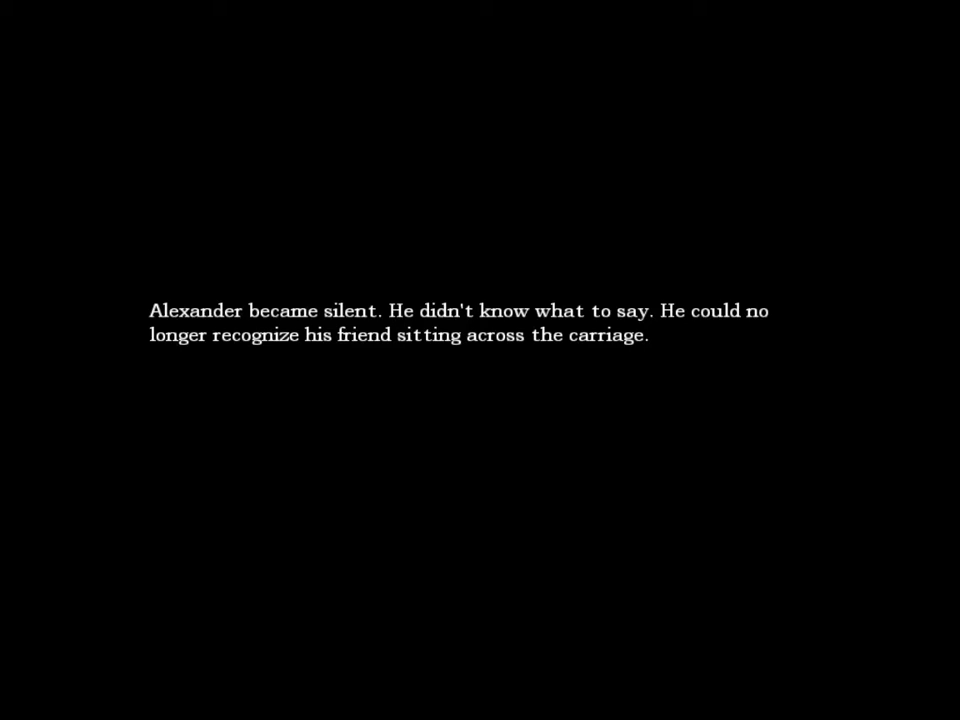 Alexander became silent. He didn't know what to say. He could no
longer recognize his friend sitting across the carriage.